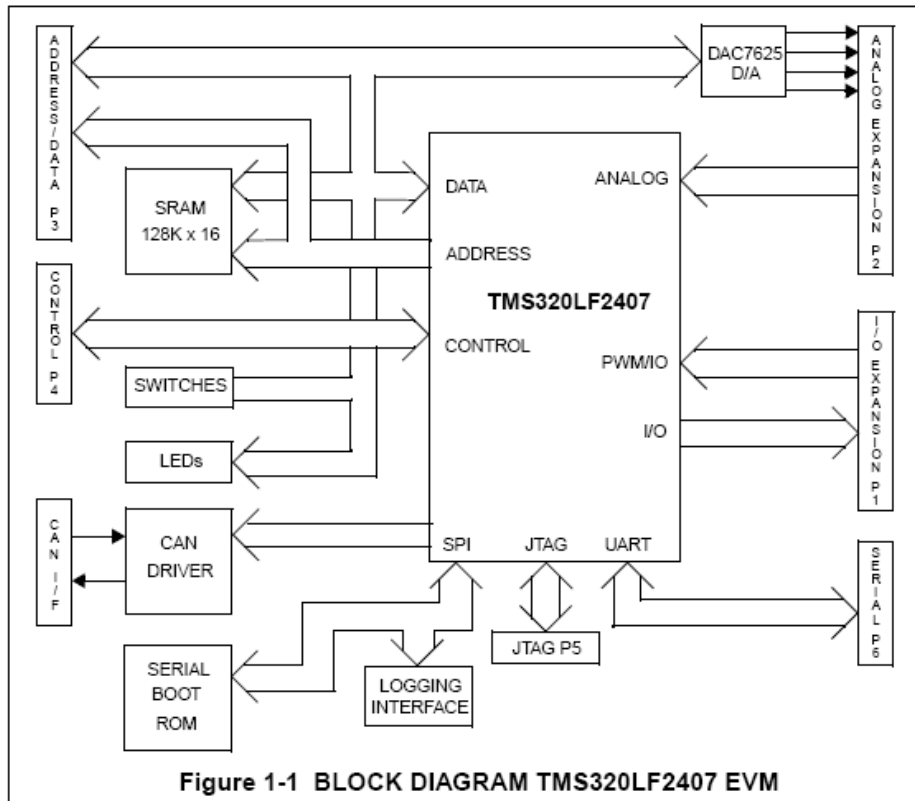 ADDRESS/DATA P3
DAC7625
D/A
ANALOG EXPANSION P2
DATA
ANALOG
SRAM
128K x 16
ADDRESS
TMS320LF2407
CONTROL P4
CONTROL
PWM/IO
I/O EXPANSION P1
SWITCHES
I/O
LEDs
CAN I/F
CAN
DRIVER
SPI
JTAG
UART
SERIAL P6
SERIAL
BOOT
ROM
LOGGING
INTERFACE
JTAG P5
Figure 1-1 BLOCK DIAGRAM TMS320LF2407 EVM